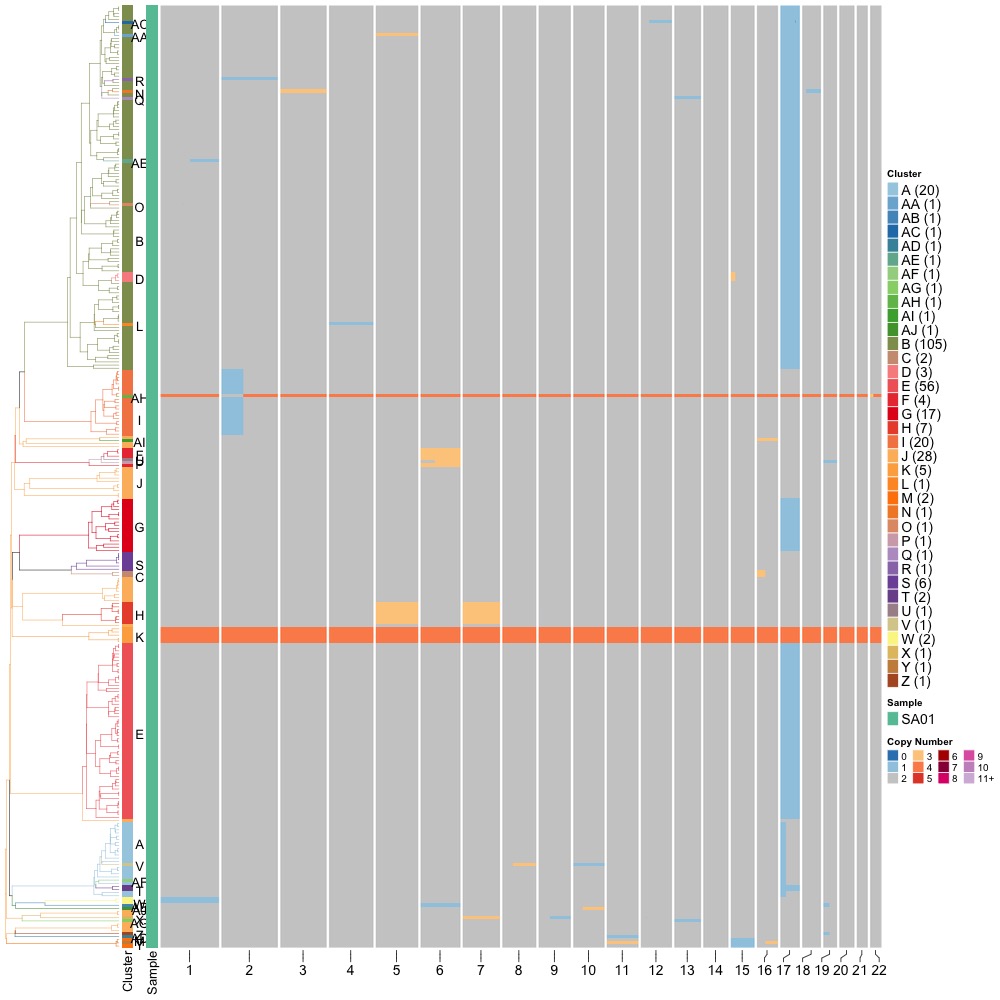 AC
AA
R
N
Q
AE
O
B
D
L
AH
I
AI
F
P
J
G
S
C
H
K
E
A
V
AF
T
W
X
AG
Z
M
Y
Cluster
Sample
1 2 3 4 5 6 7 8 9 10 11 12 13 14 15 16 17 18 19 20 21 22
Cluster
A (20)
AA (1)
AB (1)
AC (1)
AD (1)
AE (1)
AF (1)
AG (1)
AH (1)
AI (1)
AJ (1)
B (105)
C (2)
D (3)
E (56)
F (4)
G (17)
H (7)
I (20)
J (28)
K (5)
L (1)
M (2)
N (1)
O (1)
P (1)
Q (1)
R (1)
S (6)
T (2)
U (1)
V (1)
W (2)
X (1)
Y (1)
Z (1)
Sample
SA01
Copy Number
0 3 6 9
1 4 7 10
2 5 8 11+